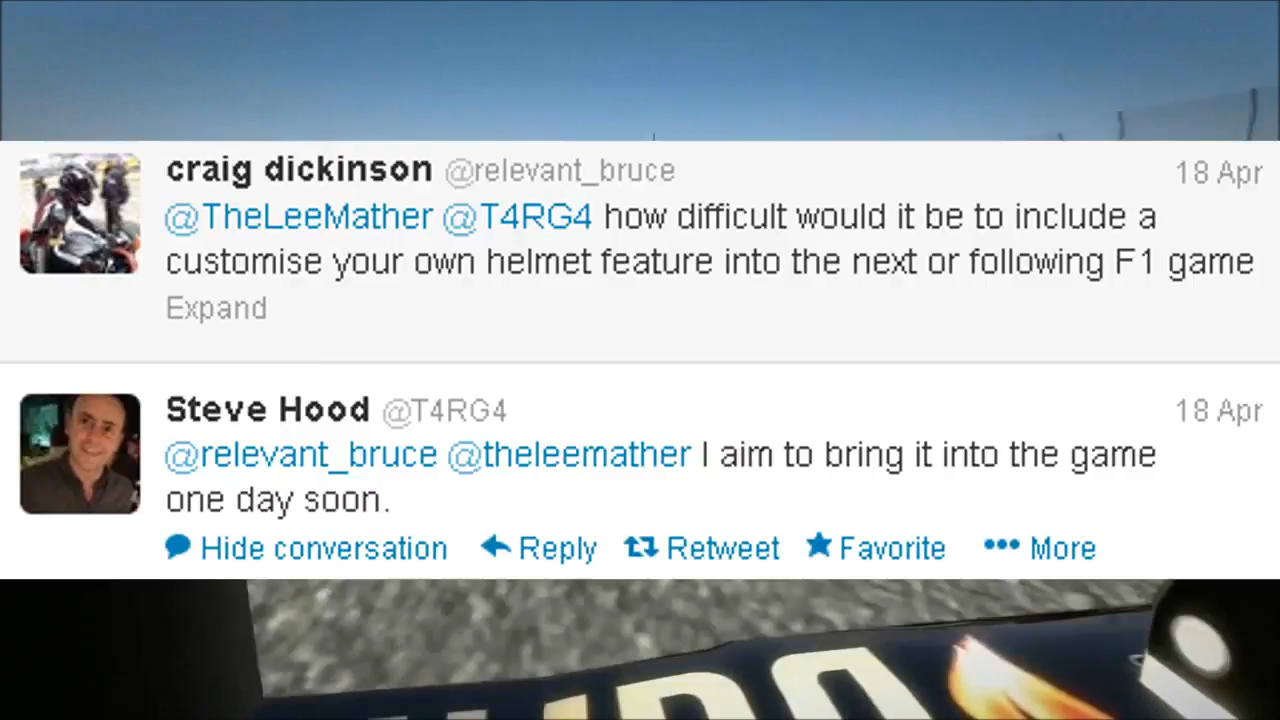 craig dickinson @relevant_bruce 18 Apr
@TheLeeMather @T4RG4 how difficult would it be to include a
customise your own helmet feature into the next or following F1 game
Expand
Steve Hood @T4RG4 18 Apr
@relevant_bruce @theleemather I aim to bring it into the game
one day soon.
Hide conversation Reply Retweet Favorite More